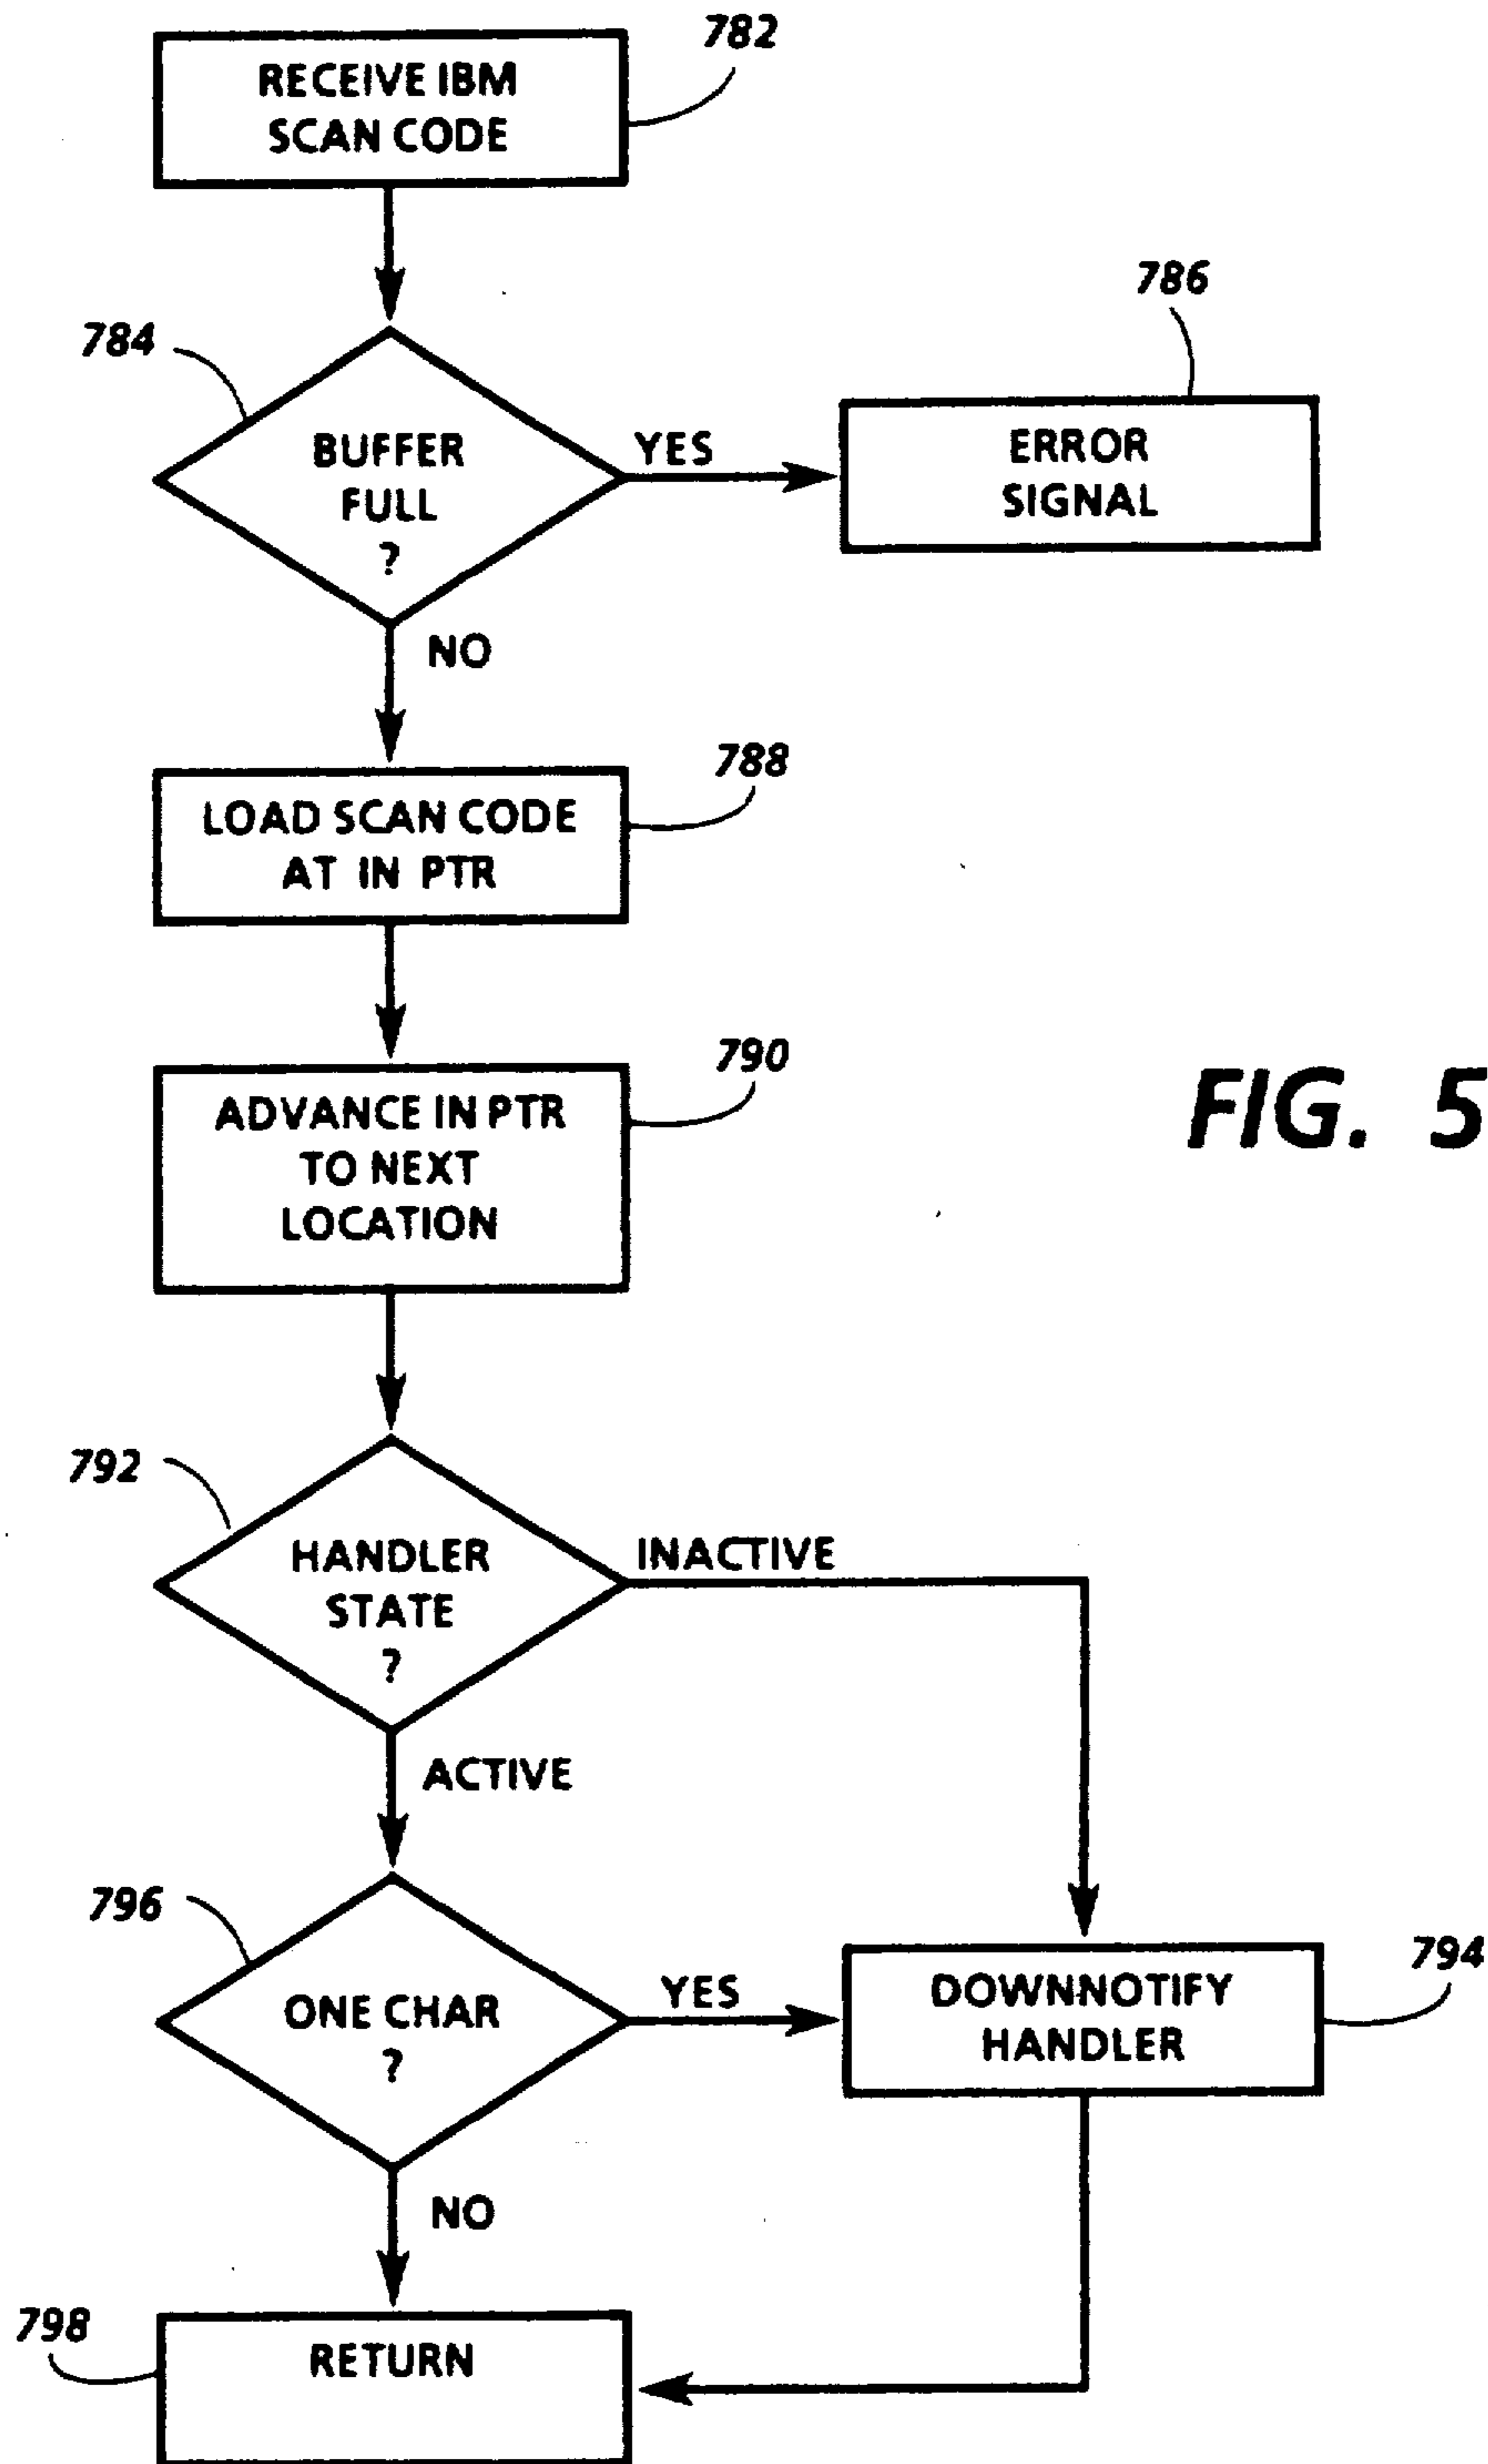 782
RECEIVE IBM
SCAN CODE
786
784
BUFFER
FULL
?
YES
ERROR
SIGNAL
NO
788
LOAD SCAN CODE
AT IN PTR
790
ADVANCE IN PTR
TO NEXT
LOCATION
FIG. 5
792
HANDLER
STATE
?
INACTIVE
ACTIVE
796
ONE CHAR
?
YES
794
DOWNNOTIFY
HANDLER
NO
798
RETURN